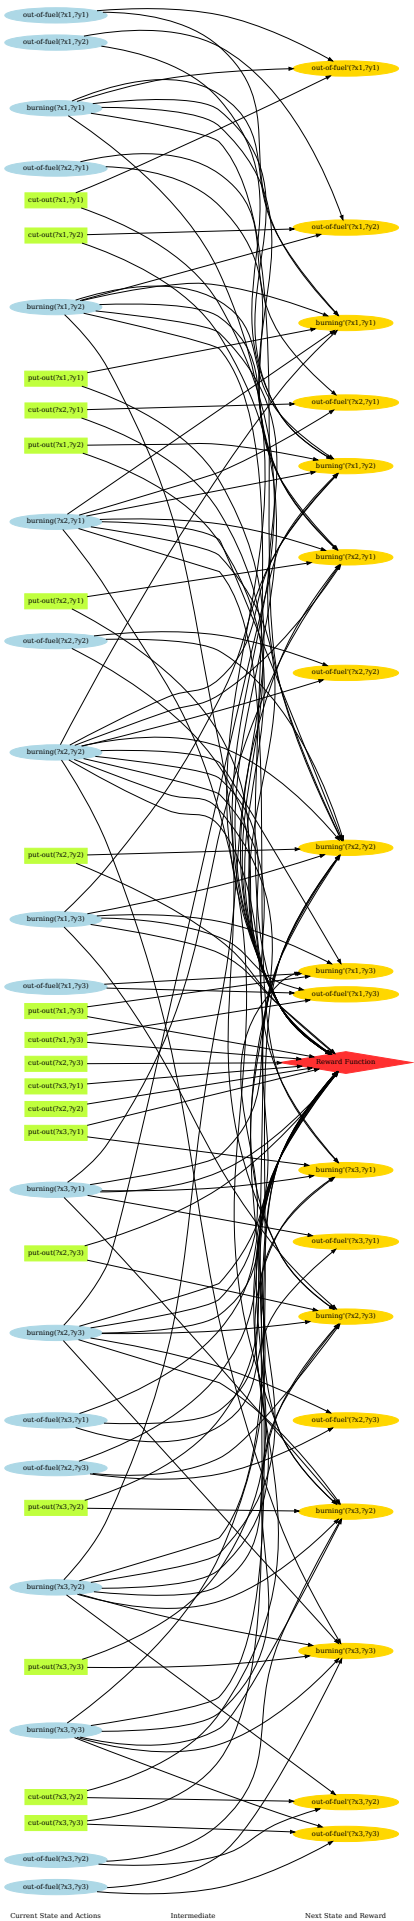 out-of-fuel(?x1,?y1)
out-of-fuel(?x1,?y2)
out-of-fuel'(?x1,?y1)
burning(?x1,?y1)
out-of-fuel(?x2,?y1)
cut-out(?x1,?y1)
out-of-fuel'(?x1,?y2)
cut-out(?x1,?y2)
burning(?x1,?y2)
burning'(?x1,?y1)
put-out(?x1,?y1)
out-of-fuel'(?x2,?y1)
cut-out(?x2,?y1)
put-out(?x1,?y2)
burning'(?x1,?y2)
burning(?x2,?y1)
burning'(?x2,?y1)
put-out(?x2,?y1)
out-of-fuel(?x2,?y2)
out-of-fuel'(?x2,?y2)
burning(?x2,?y2)
burning'(?x2,?y2)
put-out(?x2,?y2)
burning(?x1,?y3)
burning'(?x1,?y3)
out-of-fuel(?x1,?y3)
out-of-fuel'(?x1,?y3)
put-out(?x1,?y3)
cut-out(?x1,?y3)
cut-out(?x2,?y3)
Reward Function
cut-out(?x3,?y1)
cut-out(?x2,?y2)
put-out(?x3,?y1)
burning'(?x3,?y1)
burning(?x3,?y1)
out-of-fuel'(?x3,?y1)
put-out(?x2,?y3)
burning'(?x2,?y3)
burning(?x2,?y3)
out-of-fuel(?x3,?y1)
out-of-fuel'(?x2,?y3)
out-of-fuel(?x2,?y3)
put-out(?x3,?y2)
burning'(?x3,?y2)
burning(?x3,?y2)
burning'(?x3,?y3)
put-out(?x3,?y3)
burning(?x3,?y3)
cut-out(?x3,?y2)
out-of-fuel'(?x3,?y2)
cut-out(?x3,?y3)
out-of-fuel'(?x3,?y3)
out-of-fuel(?x3,?y2)
out-of-fuel(?x3,?y3)
Current State and Actions
Intermediate
Next State and Reward